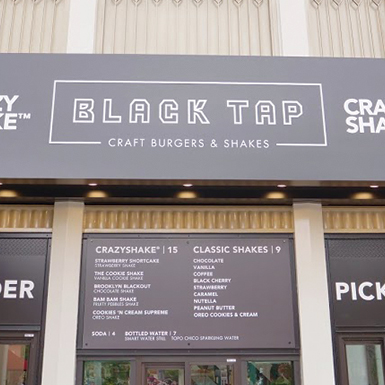 ZY
KE™
BLACK TAP
CRAFT BURGERS & SHAKES
CRA
SHA
DER
CRAZYSHAKE® | 15
STRAWBERRY SHORTCAKE
STRAWBERRY SHAKE
THE COOKIE SHAKE
VANILLA COOKIE SHAKE
BROOKLYN BLACKOUT
CHOCOLATE SHAKE
BAM BAM SHAKE
FRUITY PEBBLES SHAKE
COOKIES 'N CREAM SUPREME
OREO SHAKE
CLASSIC SHAKES | 9
CHOCOLATE
VANILLA
COFFEE
BLACK CHERRY
STRAWBERRY
CARAMEL
NUTELLA
PEANUT BUTTER
OREO COOKIES & CREAM
SODA | 4 BOTTLED WATER | 7
SMART WATER STILL TOPO CHICO SPARKLING WATER
PICK